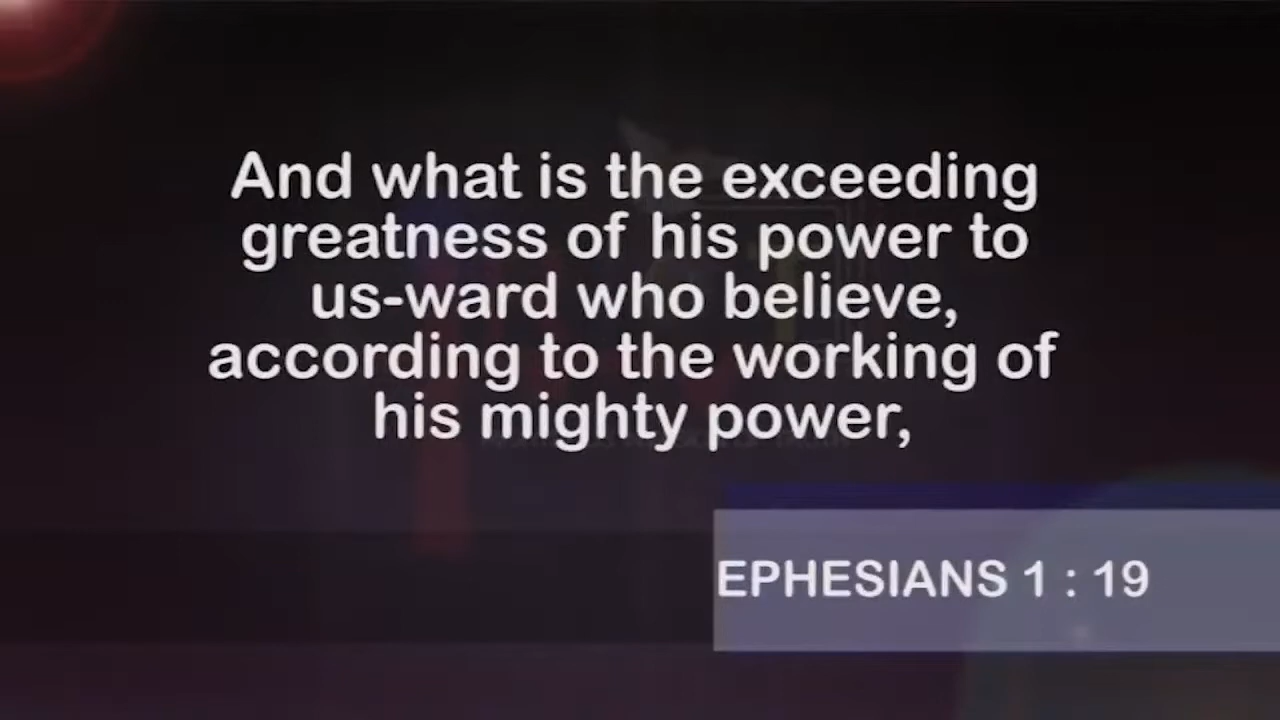 And what is the exceeding
greatness of his power to
us-ward who believe,
according to the working of
his mighty power,
EPHESIANS 1 : 19